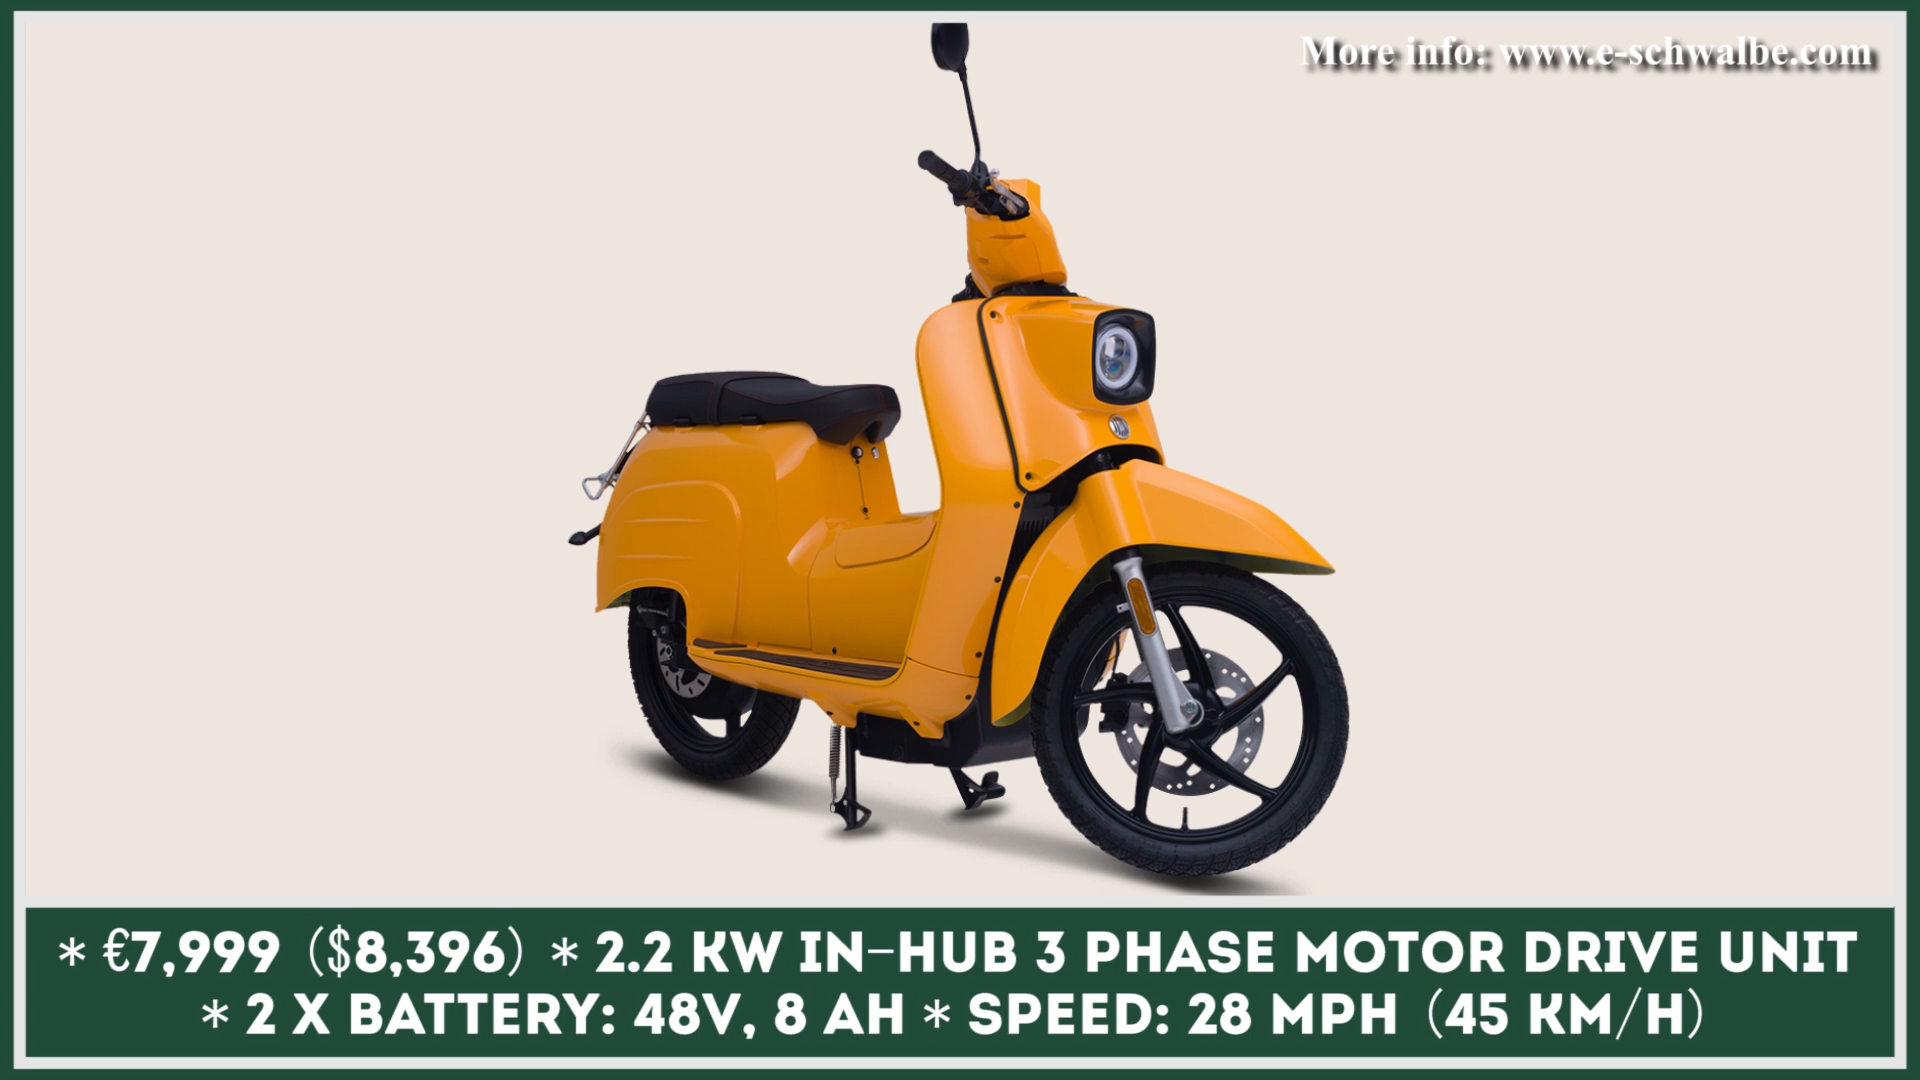 More info: www.e-schwalbe.com
* €7,999 ($8,396) * 2.2 KW IN-HUB 3 PHASE MOTOR DRIVE UNIT
* 2 X BATTERY: 48V, 8 AH * SPEED: 28 MPH (45 KM/H)